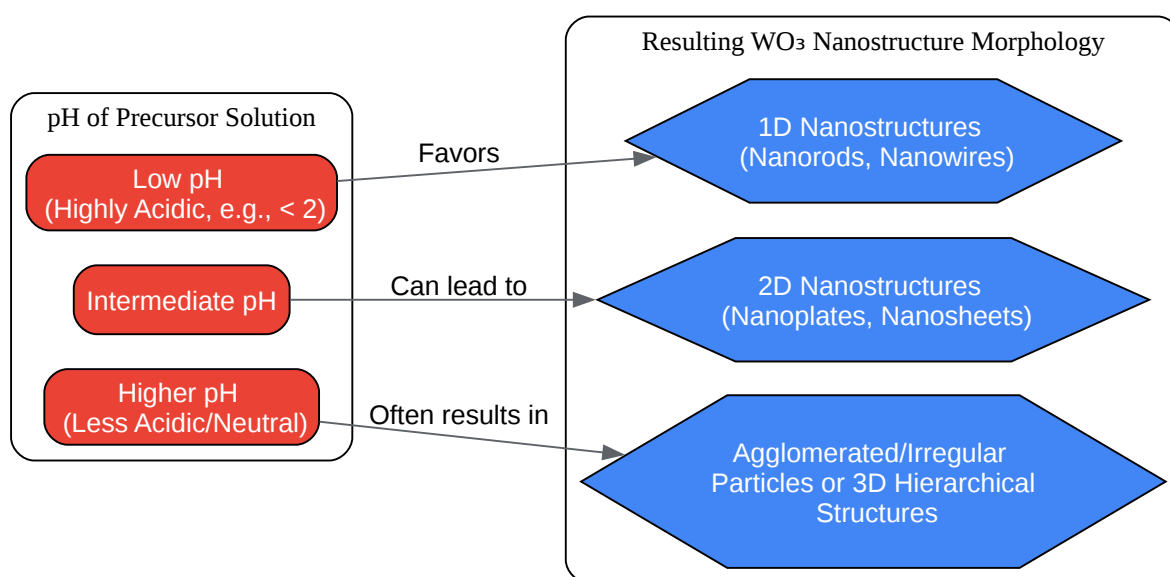 pH of Precursor Solution
Low pH
(Highly Acidic, e.g., < 2)
Intermediate pH
Higher pH
(Less Acidic/Neutral)
Favors
Can lead to
Often results in
Resulting WO₃ Nanostructure Morphology
1D Nanostructures
(Nanorods, Nanowires)
2D Nanostructures
(Nanoplates, Nanosheets)
Agglomerated/Irregular
Particles or 3D Hierarchical
Structures